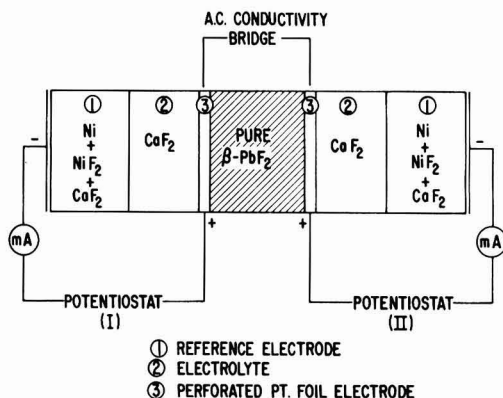 A.C. CONDUCTIVITY
BRIDGE
① ② ③ ③ ② ①
Ni
+
NiF₂
+
CaF₂
CaF₂
PURE
β-PbF₂
CaF₂
Ni
+
NiF₂
+
CaF₂
- -
+ +
mA mA
POTENTIOSTAT
(I)
POTENTIOSTAT
(II)
① REFERENCE ELECTRODE
② ELECTROLYTE
③ PERFORATED PT. FOIL ELECTRODE